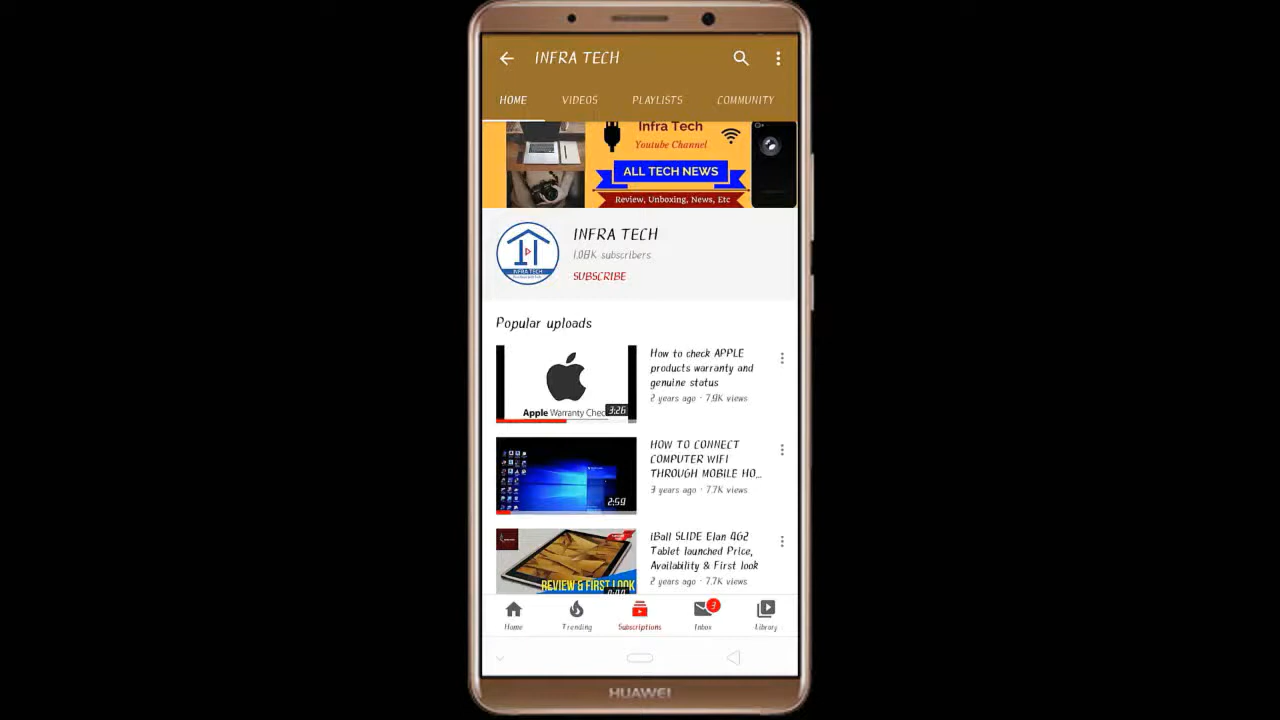 INFRA TECH
HOME VIDEOS PLAYLISTS COMMUNITY
Infra Tech
Youtube Channel
ALL TECH NEWS
Review, Unboxing, News, Etc
INFRA TECH
INFRA TECH
1.08K subscribers
SUBSCRIBE
Popular uploads
Apple Warranty Chec
3:26
How to check APPLE
products warranty and
genuine status
2 years ago · 7.9K views
2:59
HOW TO CONNECT
COMPUTER WIFI
THROUGH MOBILE HO...
3 years ago · 7.7K views
REVIEW & FIRST LOOK
iBall SLIDE Elan 4G2
Tablet launched Price,
Availability & First look
2 years ago · 7.7K views
Home Trending Subscriptions Inbox Library
HUAWEI